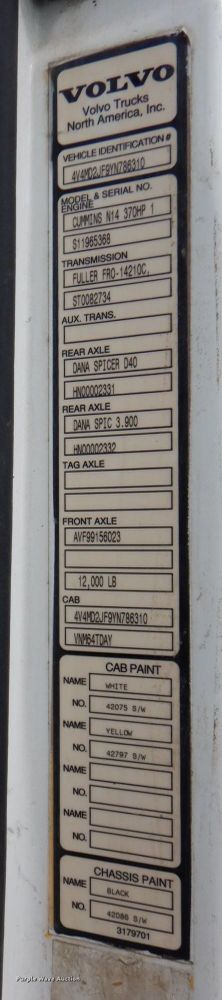 VOLVO
Volvo Trucks
North America, Inc.
VEHICLE IDENTIFICATION #
4V4MD2JF9YN786310
MODEL & SERIAL NO.
ENGINE
CUMMINS N14 370HP 1
S11965368
TRANSMISSION
FULLER FRO-14210C,
ST0082734
AUX. TRANS.
REAR AXLE
DANA SPICER D40
HN00002331
REAR AXLE
DANA SPIC 3.900
HN00002332
TAG AXLE
FRONT AXLE
AVF99156023
12,000 LB
CAB
4V4MD2JF9YN786310
VNM64TDAY
CAB PAINT
NAME WHITE
NO. 42075 S/W
NAME YELLOW
NO. 42797 S/W
NAME
NO.
NAME
NO.
CHASSIS PAINT
NAME BLACK
NO. 42086 S/W
3179701
Purple Wave Auction